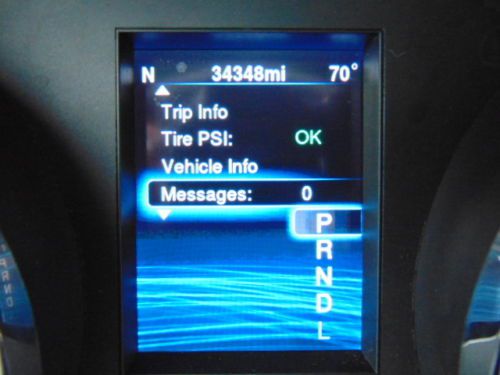 N 34348mi 70°
Trip Info
Tire PSI: OK
Vehicle Info
Messages: 0
P
R
N
D
L